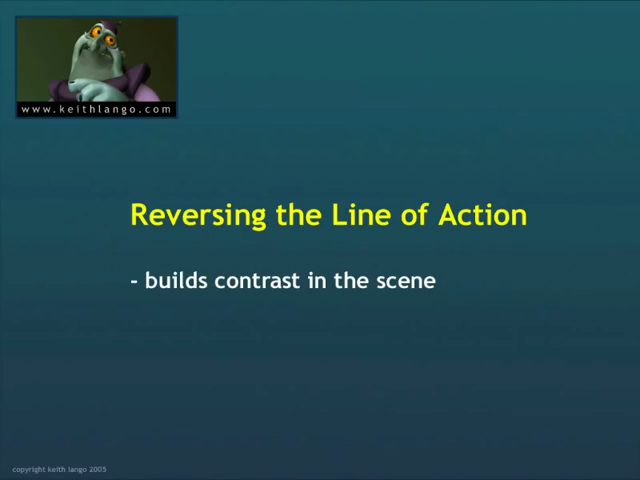 www.keithlango.com
Reversing the Line of Action
- builds contrast in the scene
copyright keith lango 2005